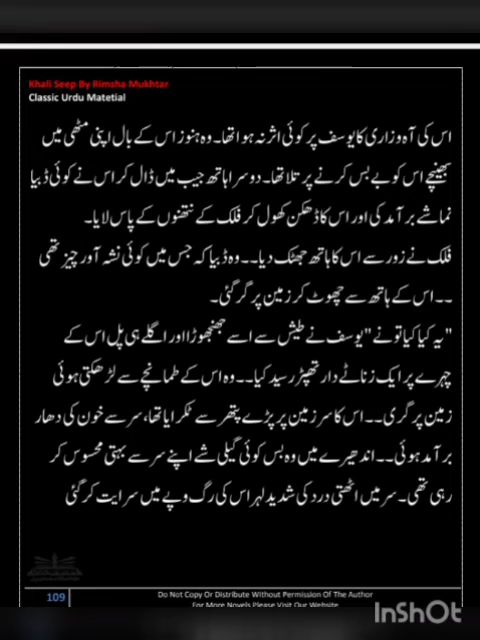 Khali Seep By Rimsha Mukhtar
Classic Urdu Matetial
اس کی آہ وزاری کا یوسف پر کوئی اثر نہ ہوا تھا۔ وہ ہنوز اس کے بال اپنی مٹھی میں
بھینچے اس کو بے بس کرنے پر تلا تھا۔ دوسرا ہاتھ جیب میں ڈال کر اس نے کوئی ڈبیا
نما شے برآمد کی اور اس کا ڈھکن کھول کر فلک کے نتھنوں کے پاس لایا۔
فلک نے زور سے اس کا ہاتھ جھٹک دیا۔۔ وہ ڈبیا کہ جس میں کوئی نشہ آور چیز تھی
۔۔ اس کے ہاتھ سے چھوٹ کر زمین پر گر گئی۔
"یہ کیا کیا تو نے" یوسف نے طیش سے اسے جھنجھوڑا اور اگلے ہی پل اس کے
چہرے پر ایک زناٹے دار تھپڑ رسید کیا۔۔ وہ اس کے طمانچے سے لڑھکتی ہوئی
زمین پر گری۔۔ اس کا سر زمین پر پڑے پتھر سے ٹکرایا تھا، سر سے خون کی دھار
برآمد ہوئی۔۔ اندھیرے میں وہ بس کوئی گیلی شے اپنے سر سے بہتی محسوس کر
رہی تھی۔ سر میں اٹھتی درد کی شدید لہر اس کی رگ و پے میں سرایت کر گئی
109
Do Not Copy Or Distribute Without Permission Of The Author
For More Novels Please Visit Our Website
InShOt